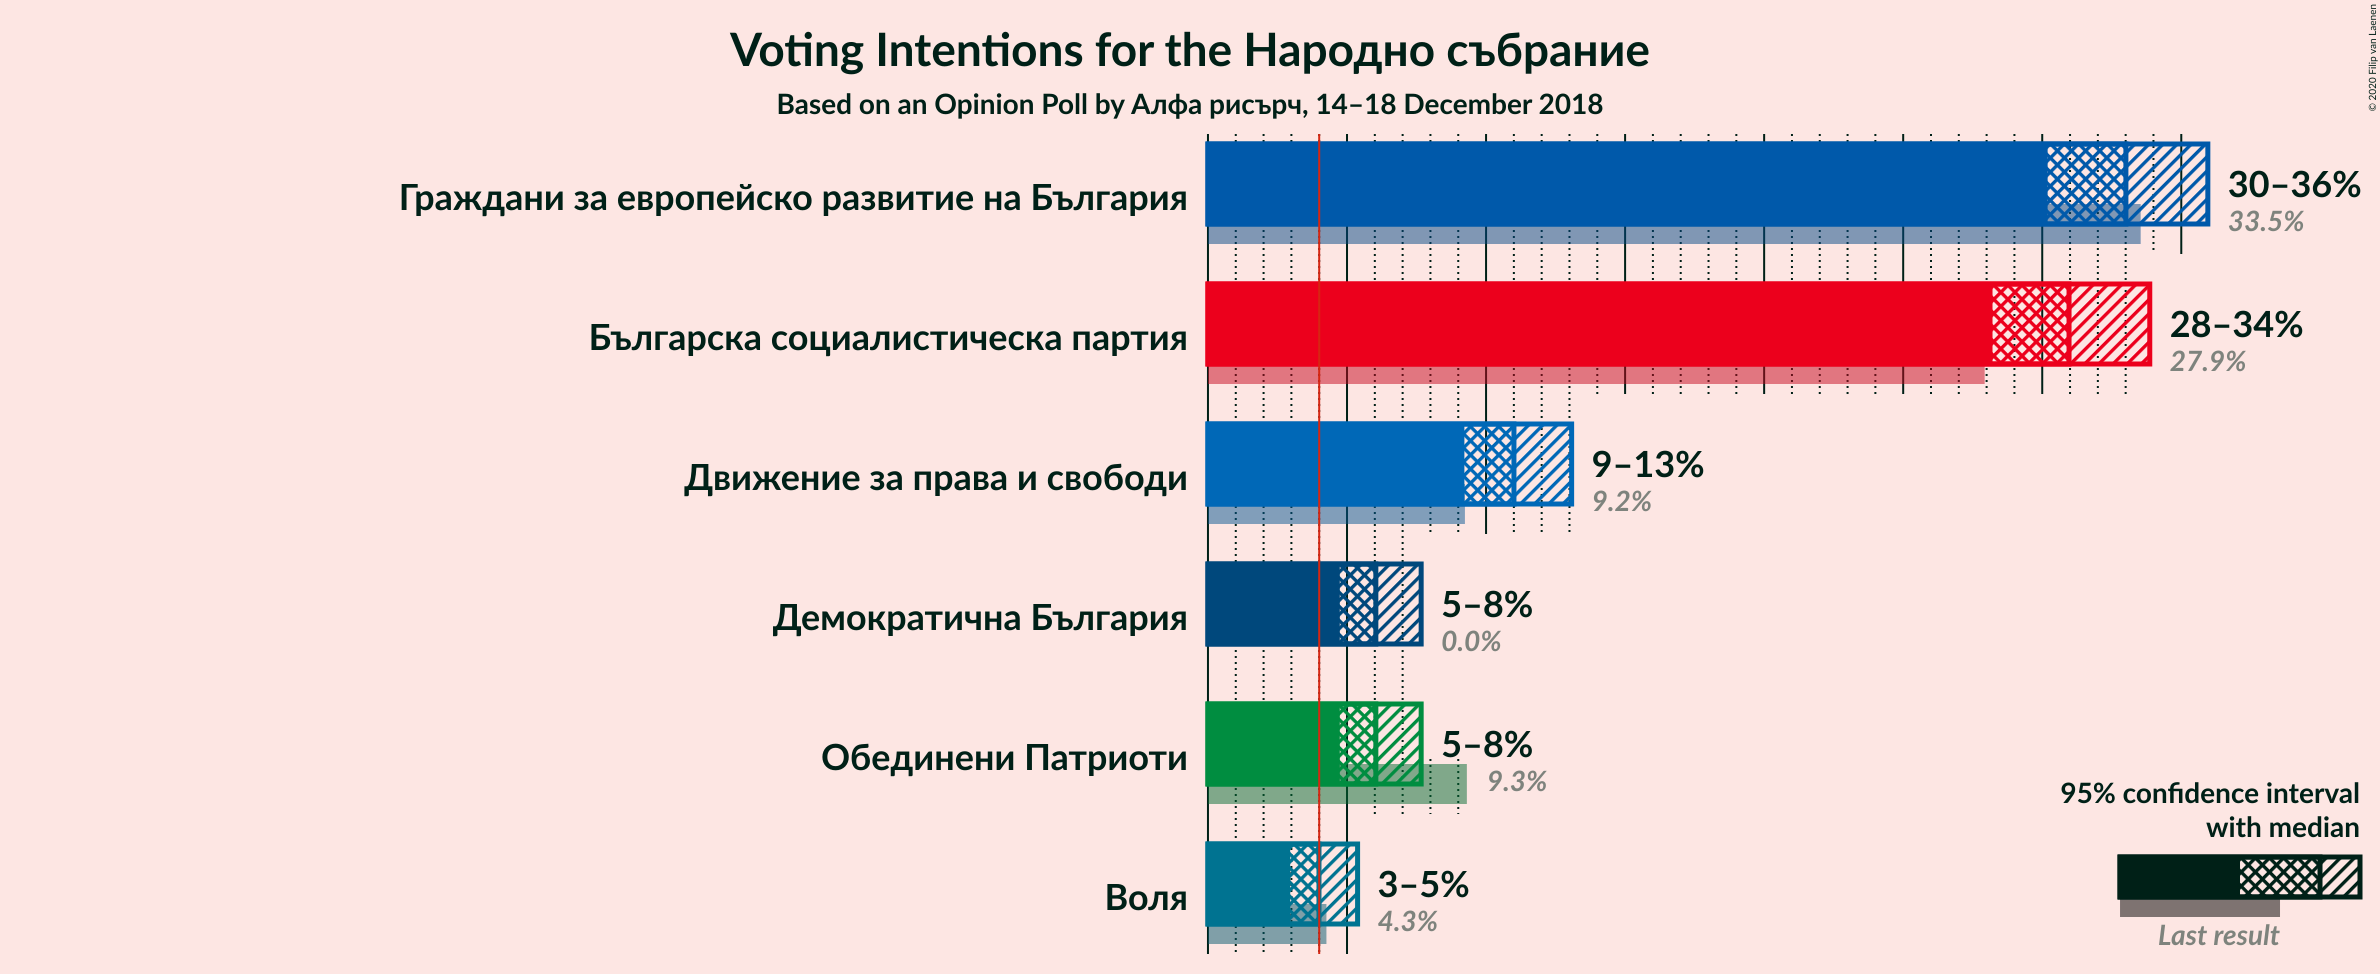 Voting Intentions for the Народно събрание
Based on an Opinion Poll by Алфа рисърч, 14–18 December 2018
© 2020 Filip van Laenen
Граждани за европейско развитие на България
30–36%
33.5%
Българска социалистическа партия
28–34%
27.9%
Движение за права и свободи
9–13%
9.2%
Демократична България
5–8%
0.0%
Обединени Патриоти
5–8%
9.3%
Воля
3–5%
4.3%
95% confidence interval
with median
Last result